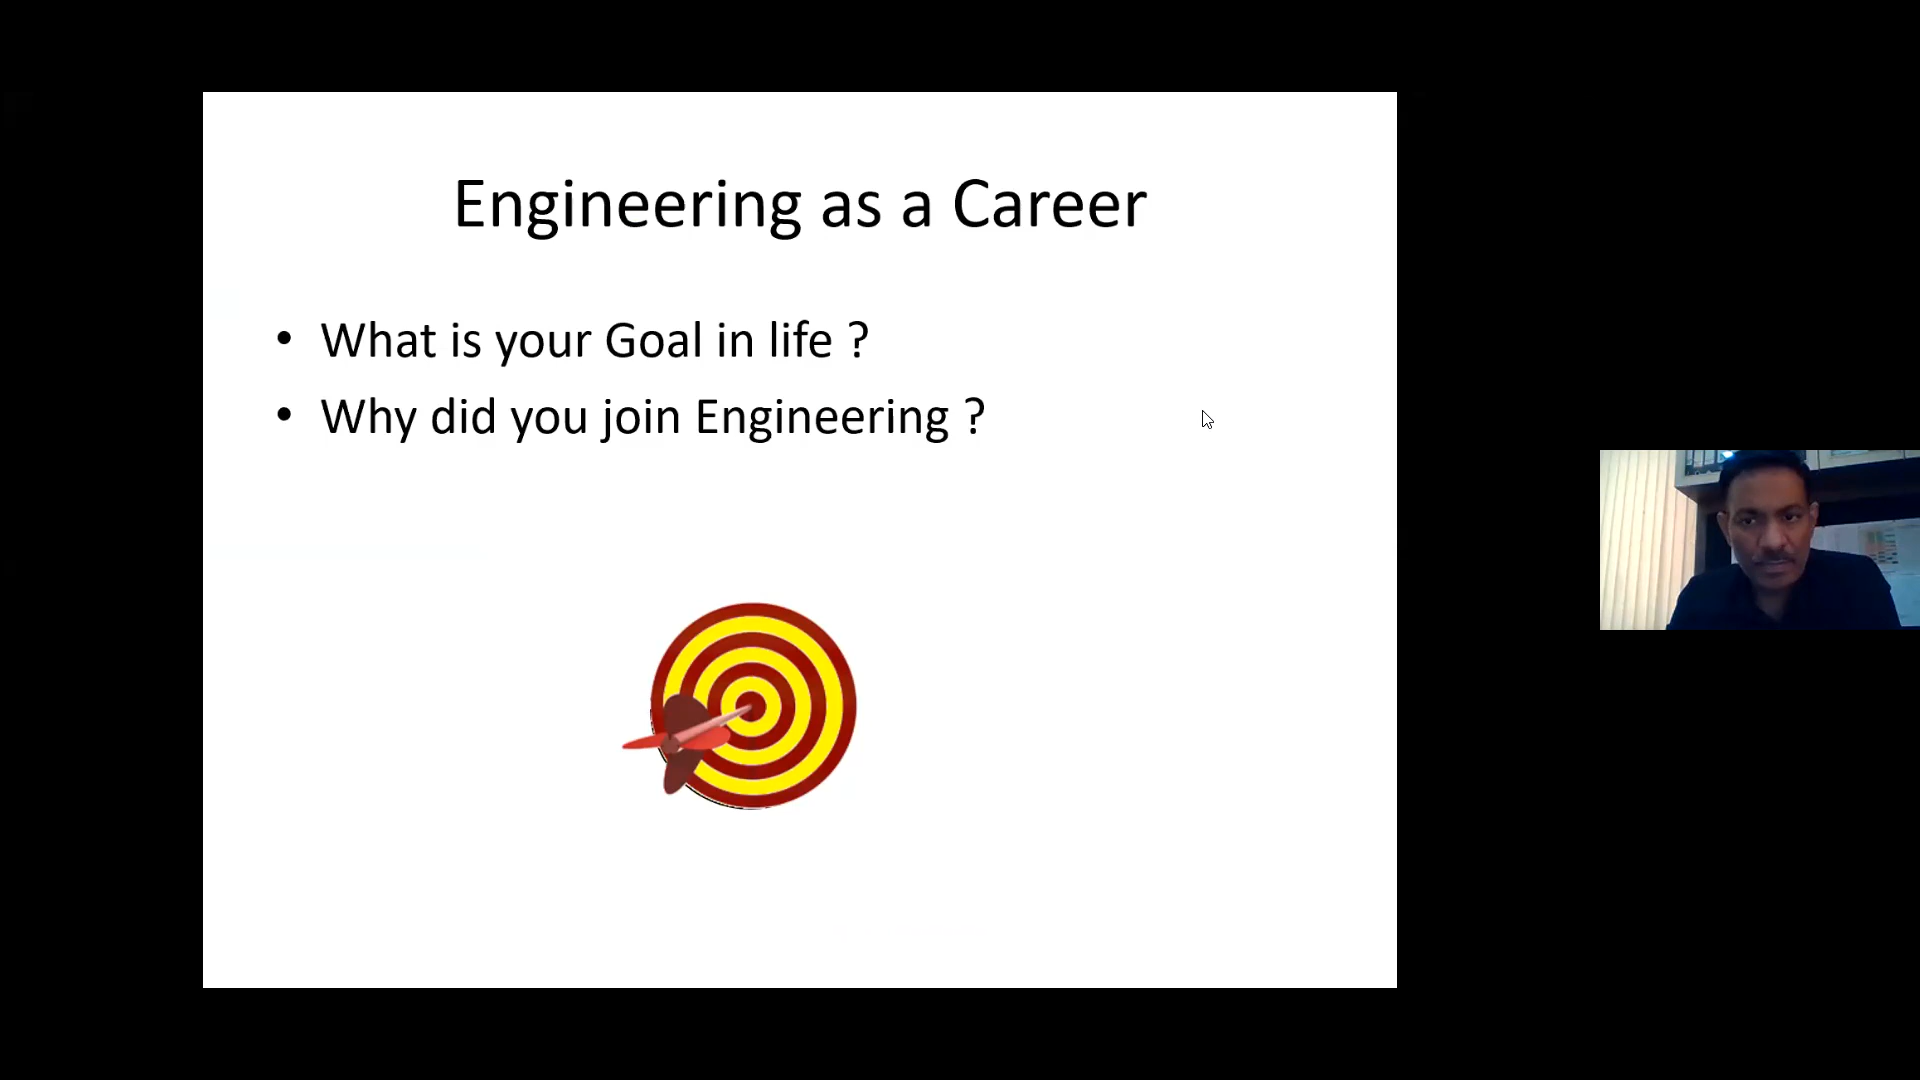 Engineering as a Career
• What is your Goal in life ?
• Why did you join Engineering ?